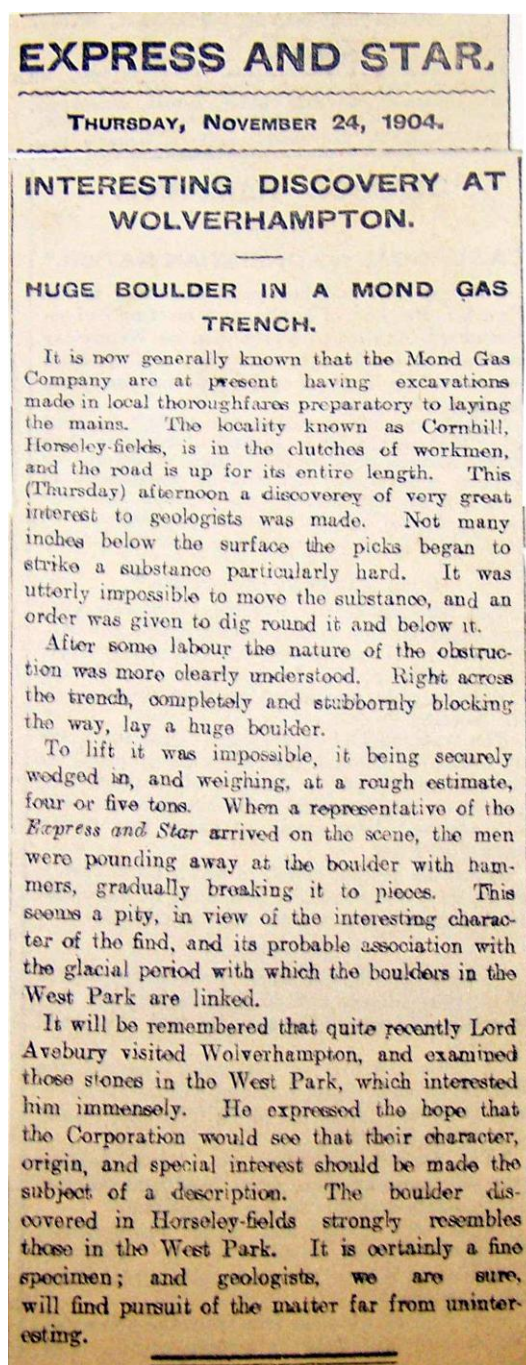 EXPRESS AND STAR.
THURSDAY, NOVEMBER 24, 1904.
INTERESTING DISCOVERY AT
WOLVERHAMPTON.
HUGE BOULDER IN A MOND GAS
TRENCH.
It is now generally known that the Mond Gas
Company are at present having excavations
made in local thoroughfares preparatory to laying
the mains. The locality known as Cornhill,
Horseley-fields, is in the clutches of workmen,
and the road is up for its entire length. This
(Thursday) afternoon a discoverey of very great
interest to geologists was made. Not many
inches below the surface the picks began to
strike a substance particularly hard. It was
utterly impossible to move the substance, and an
order was given to dig round it and below it.
After some labour the nature of the obstruc-
tion was more clearly understood. Right across
the trench, completely and stubbornly blocking
the way, lay a huge boulder.
To lift it was impossible, it being securely
wedged in, and weighing, at a rough estimate,
four or five tons. When a representative of the
Express and Star arrived on the scene, the men
were pounding away at the boulder with ham-
mers, gradually breaking it to pieces. This
seems a pity, in view of the interesting charac-
ter of the find, and its probable association with
the glacial period with which the boulders in the
West Park are linked.
It will be remembered that quite recently Lord
Avebury visited Wolverhampton, and examined
those stones in the West Park, which interested
him immensely. He expressed the hope that
the Corporation would see that their character,
origin, and special interest should be made the
subject of a description. The boulder dis-
covered in Horseley-fields strongly resembles
those in the West Park. It is certainly a fine
specimen; and geologists, we are sure,
will find pursuit of the matter far from uninter-
esting.